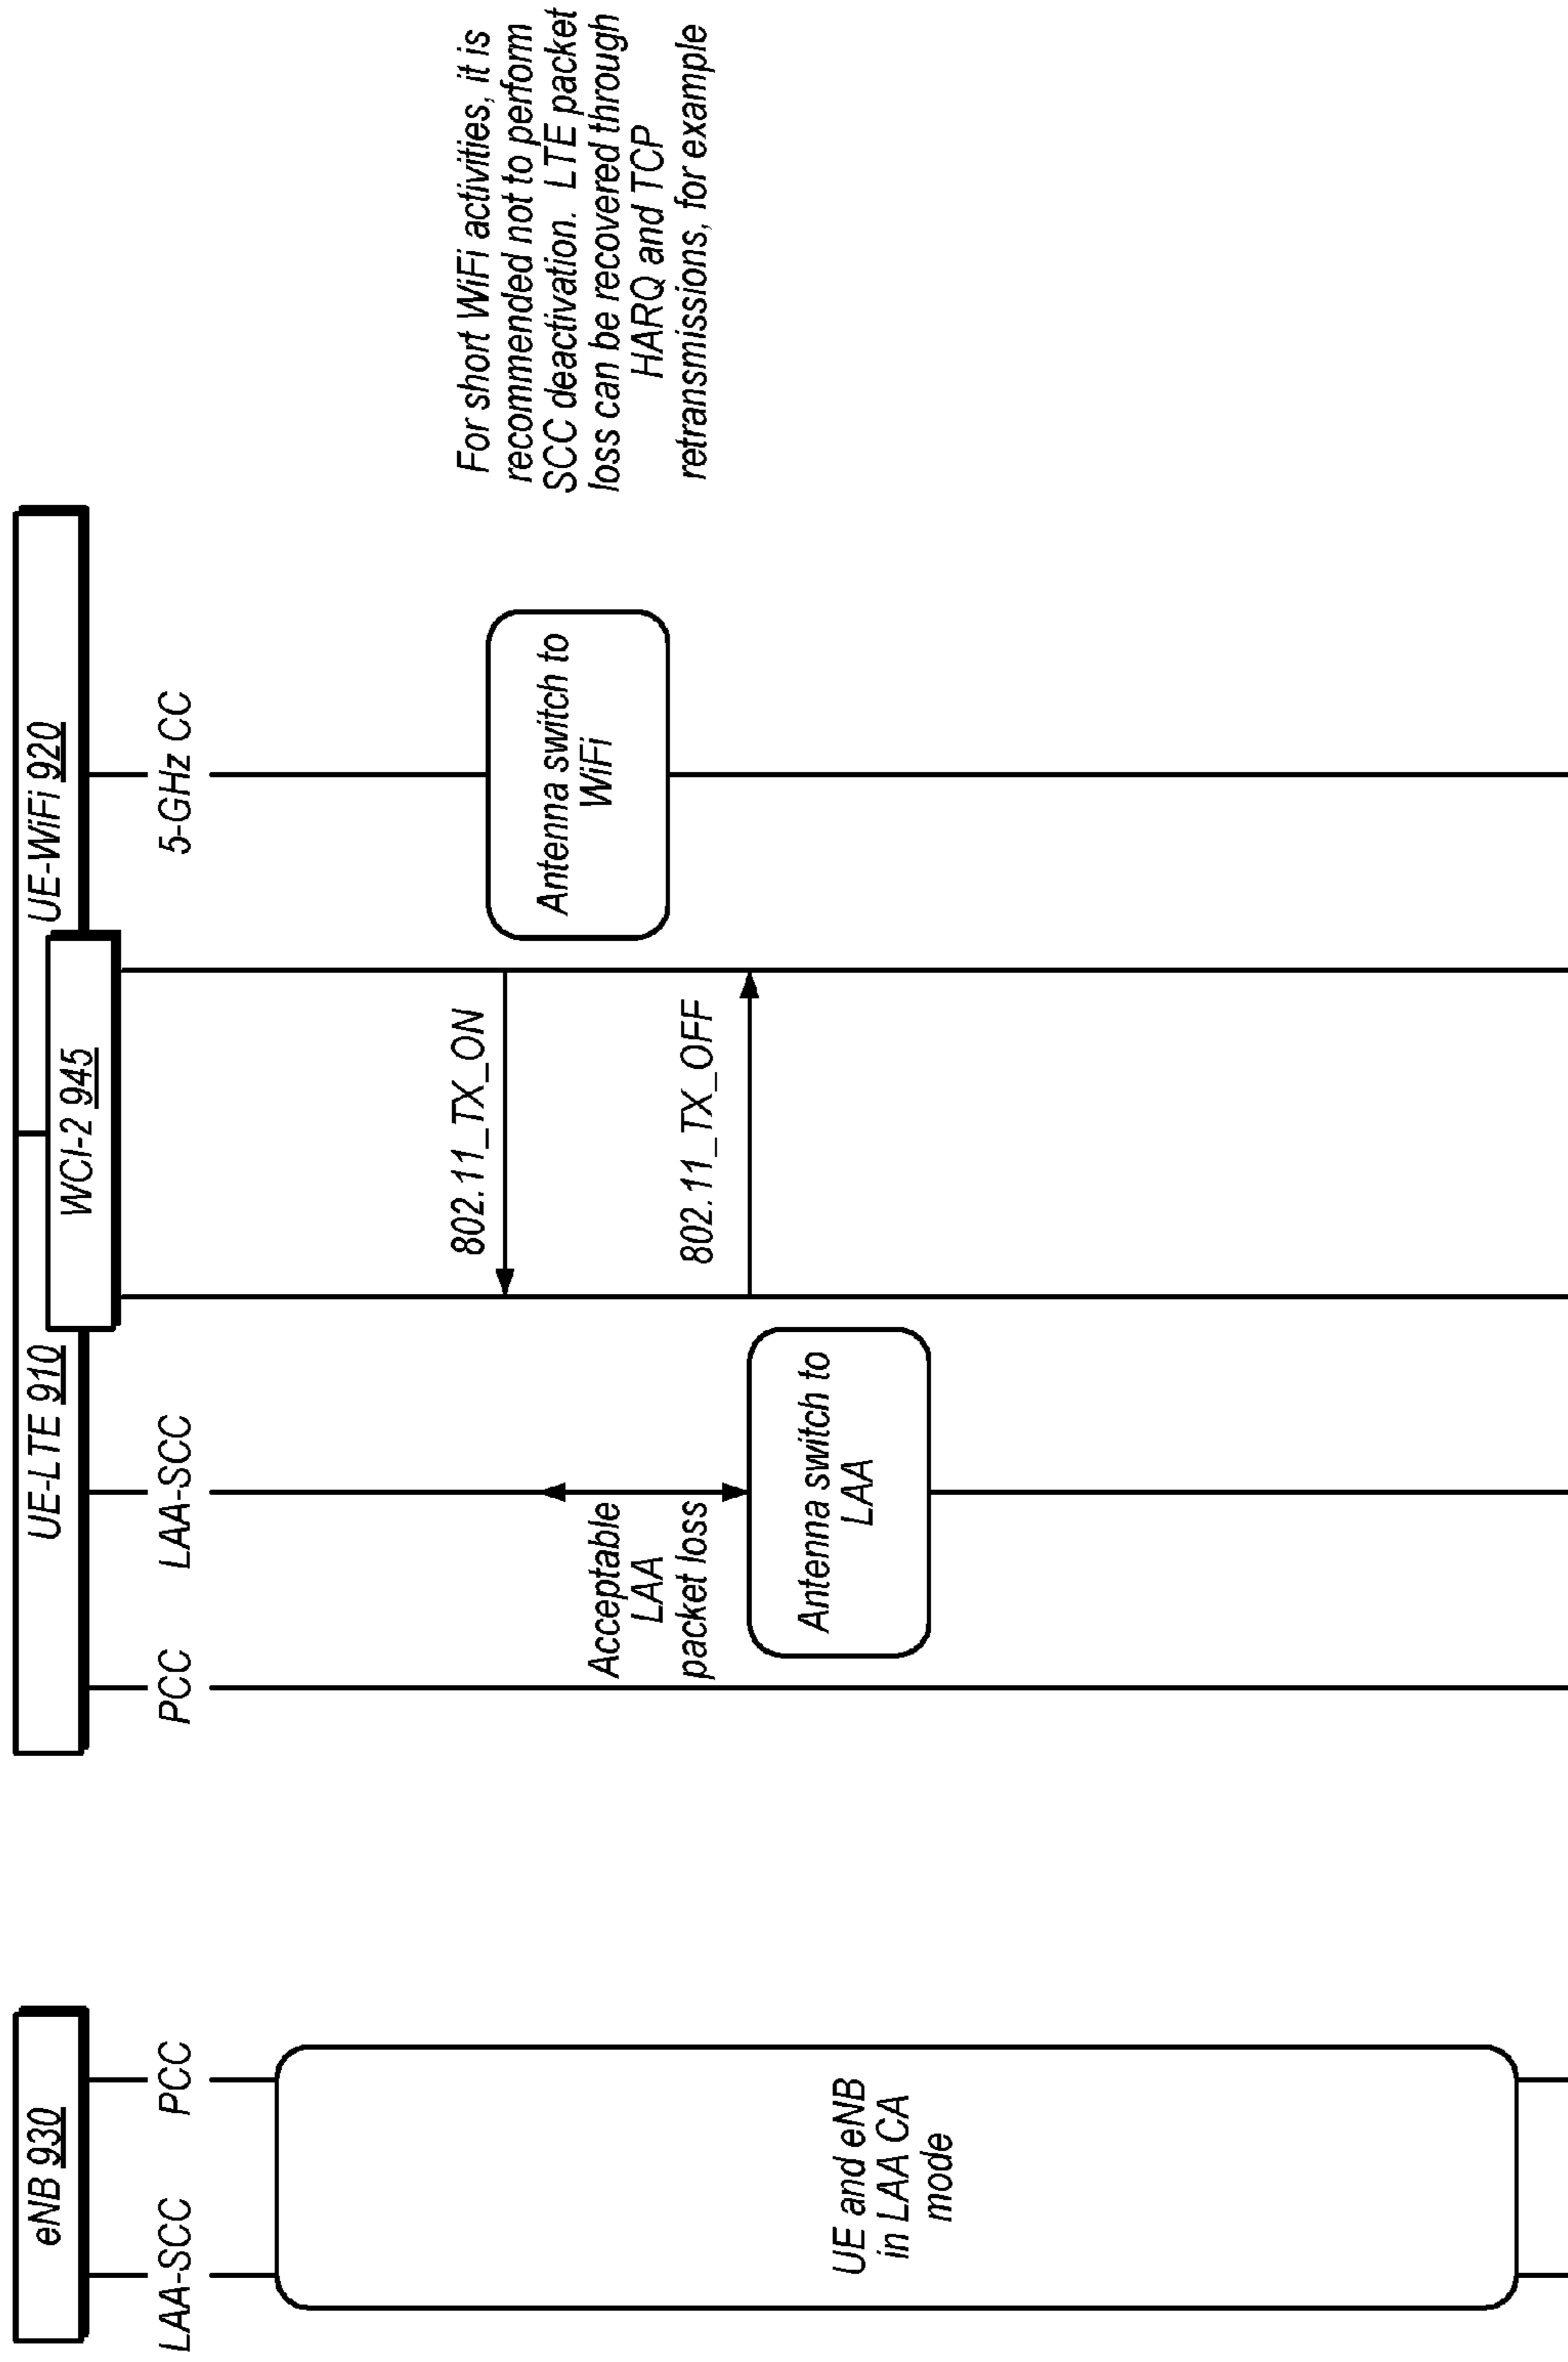 eNB 930
UE-LTE 910
WCI-2 945
UE-WiFi 920
LAA-SCC
PCC
PCC
LAA-SCC
5-GHz CC
802.11_TX_ON
Antenna switch to
WiFi
For short WiFi activities, it is
recommended not to perform
SCC deactivation. LTE packet
loss can be recovered through
HARQ and TCP
retransmissions, for example
Acceptable
LAA
packet loss
802.11_TX_OFF
Antenna switch to
LAA
UE and eNB
in LAA CA
mode